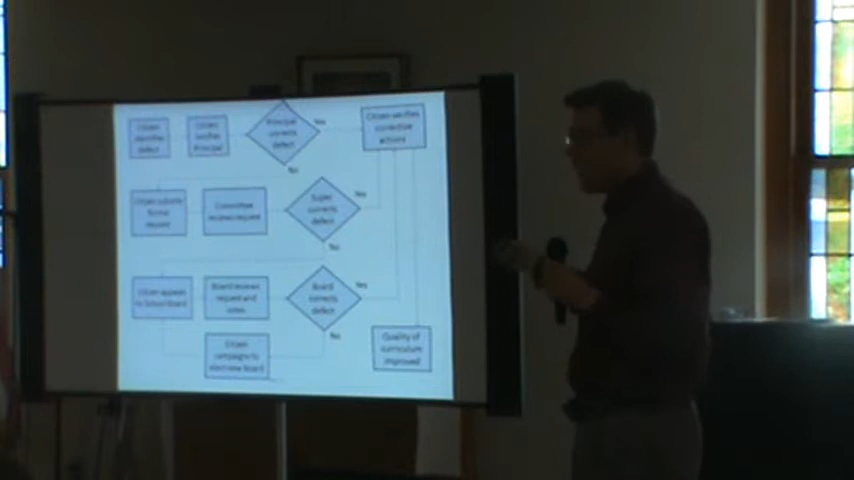 Citizen
identifies
defect
Citizen
notifies
Principal
Principal
corrects
defect
Yes
Citizen verifies
corrective
actions
No
Citizen submits
formal
request
Committee
reviews request
Super
corrects
defect
Yes
No
Citizen appeals
to School Board
Board reviews
request and
votes
Board
corrects
defect
Yes
No
Citizen
campaigns to
elect new Board
Quality of
curriculum
improved